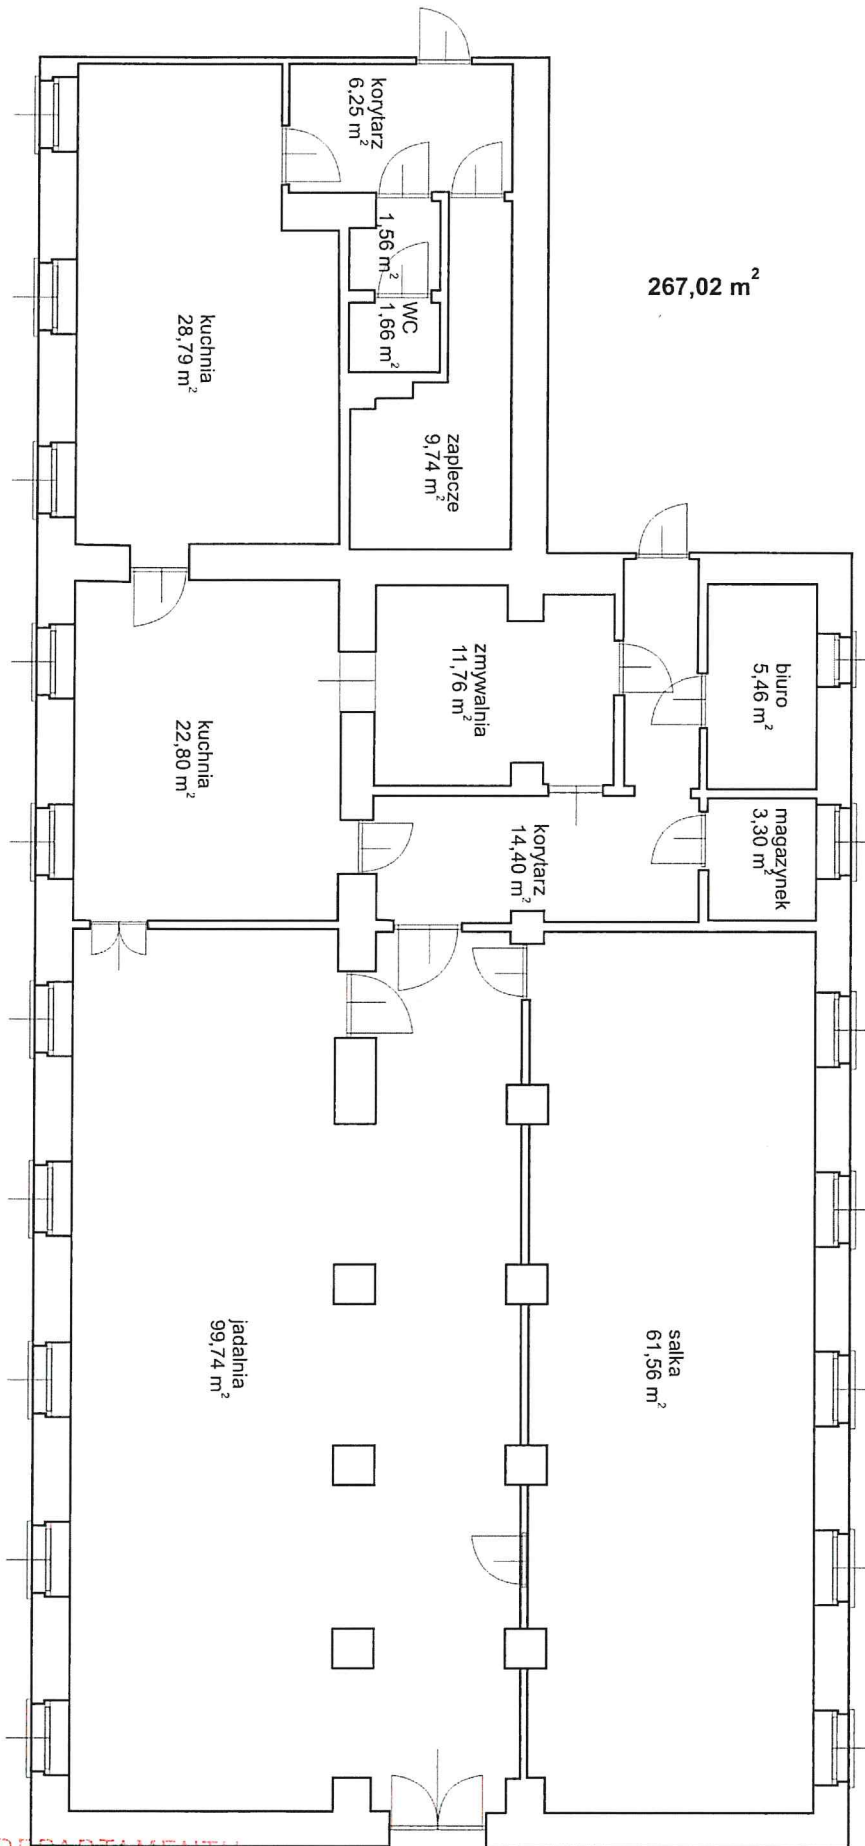 korytarz
6,25 m²
1,56 m²
WC
1,66 m²
267,02 m²
kuchnia
28,79 m²
zaplecze
9,74 m²
zmywalnia
11,76 m²
biuro
5,46 m²
kuchnia
22,80 m²
korytarz
14,40 m²
magazynek
3,30 m²
jadalnia
99,74 m²
salka
61,56 m²